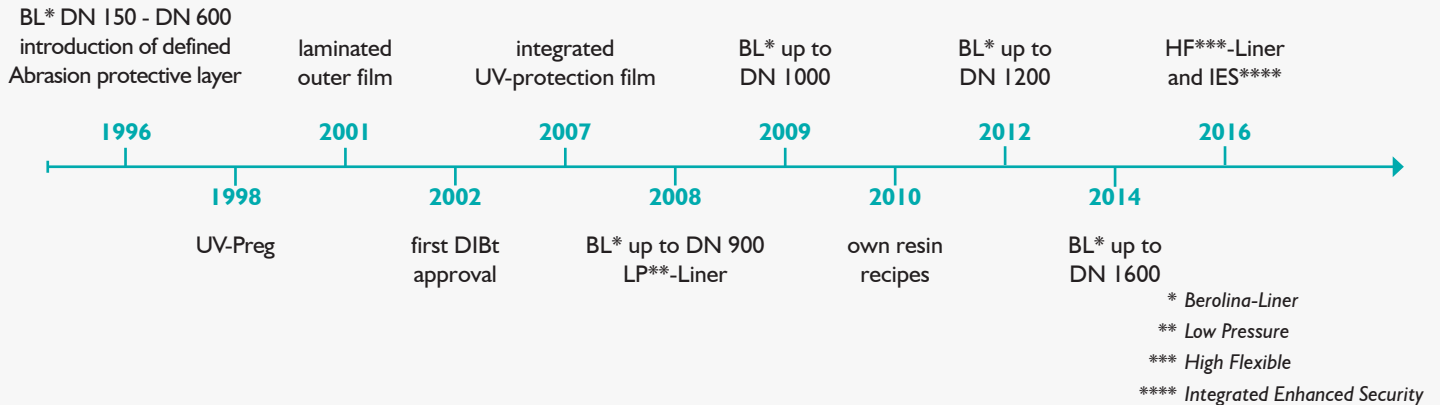 BL* DN 150 - DN 600
introduction of defined
Abrasion protective layer
1996
laminated
outer film
2001
integrated
UV-protection film
2007
BL* up to
DN 1000
2009
BL* up to
DN 1200
2012
HF***-Liner
and IES****
2016
1998
UV-Preg
2002
first DIBt
approval
2008
BL* up to DN 900
LP**-Liner
2010
own resin
recipes
2014
BL* up to
DN 1600
* Berolina-Liner
** Low Pressure
*** High Flexible
**** Integrated Enhanced Security